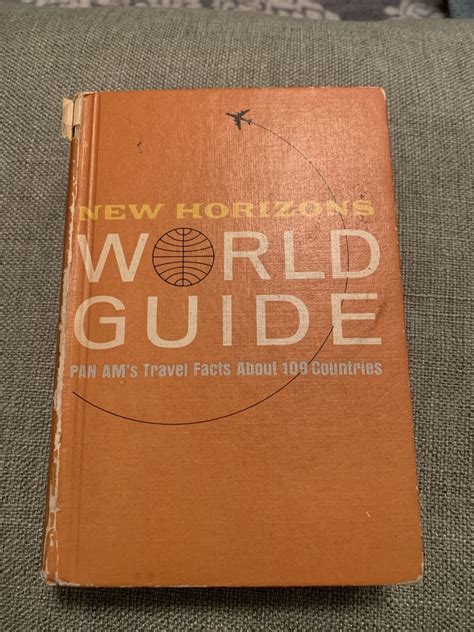 NEW HORIZONS
WORLD
GUIDE
PAN AM's Travel Facts About 109 Countries